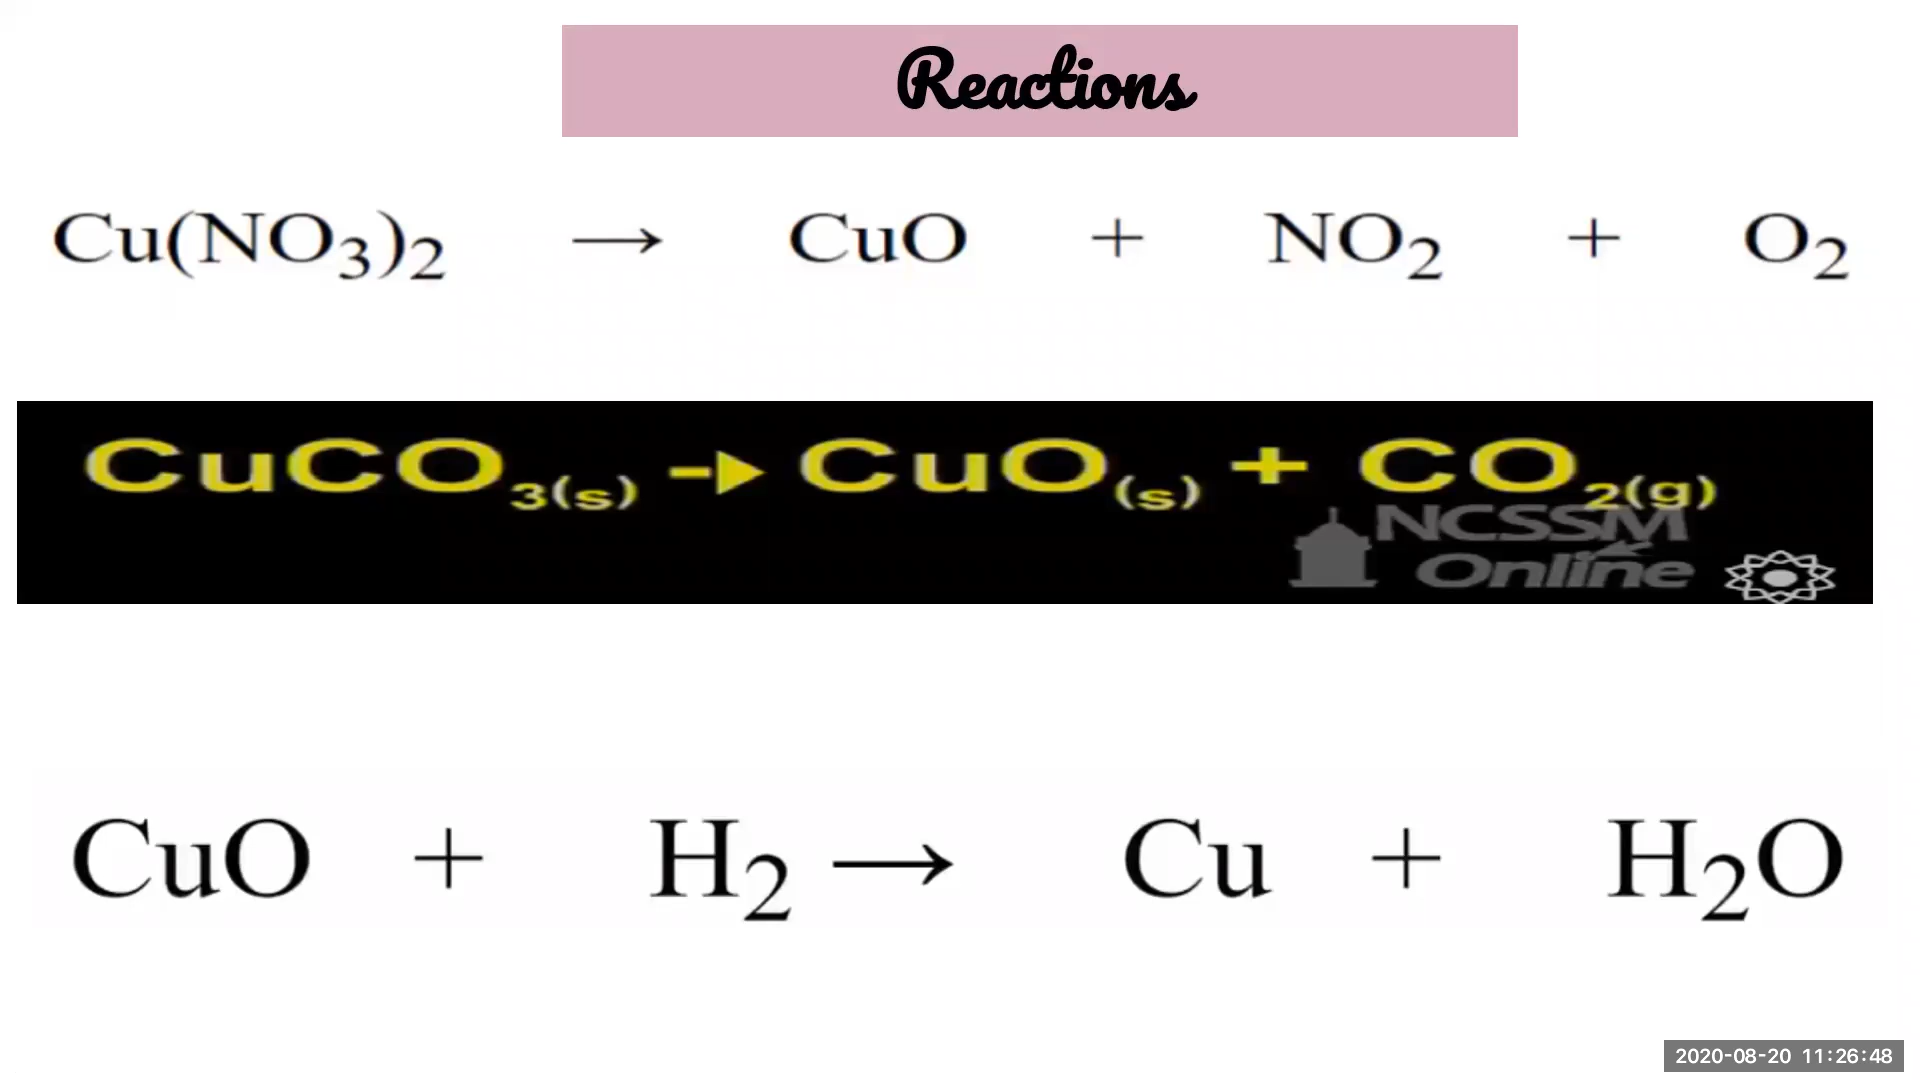 Reactions
Cu(NO₃)₂ → CuO + NO₂ + O₂
CuCO₃(s) → CuO(s) + CO₂(g)
NCSSM
Online
CuO + H₂ → Cu + H₂O
2020-08-20 11:26:48